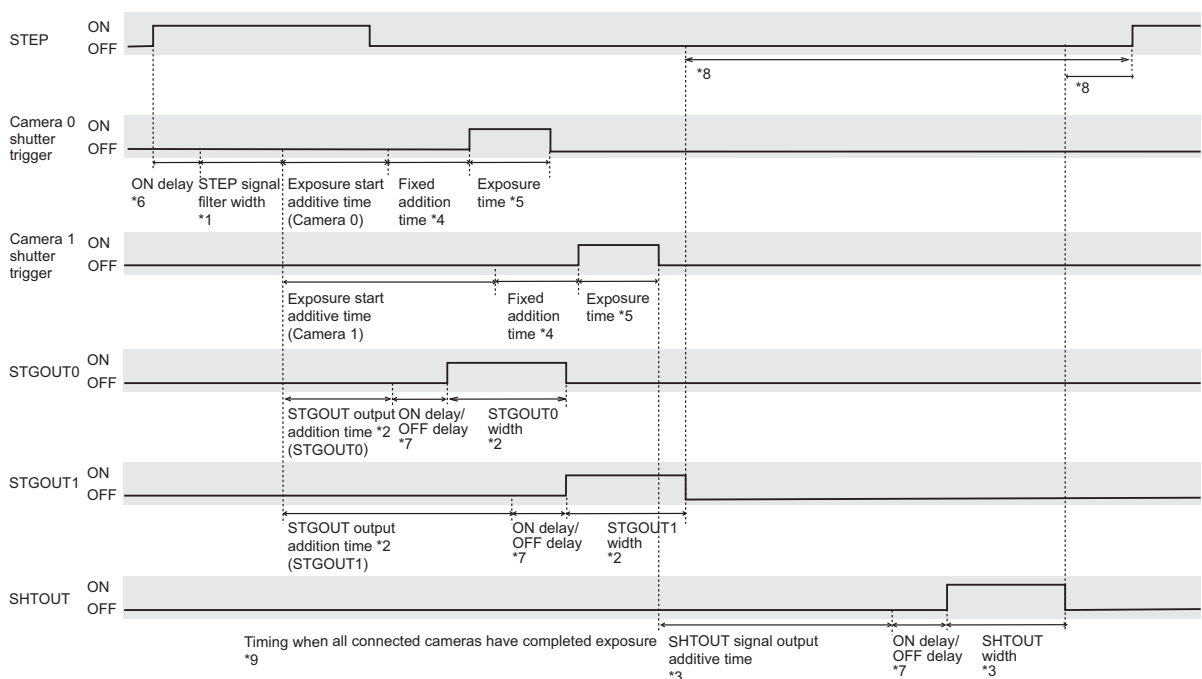 STEP
ON
OFF
*8
*8
Camera 0
shutter
trigger
ON
OFF
ON delay
*6
STEP signal
filter width
*1
Exposure start
additive time
(Camera 0)
Fixed
addition
time *4
Exposure
time *5
Camera 1
shutter
trigger
ON
OFF
Exposure start
additive time
(Camera 1)
Fixed
addition
time *4
Exposure
time *5
STGOUT0
ON
OFF
STGOUT output
addition time *2
(STGOUT0)
ON delay/
OFF delay
*7
STGOUT0
width
*2
STGOUT1
ON
OFF
STGOUT output
addition time *2
(STGOUT1)
ON delay/
OFF delay
*7
STGOUT1
width
*2
SHTOUT
ON
OFF
Timing when all connected cameras have completed exposure
*9
SHTOUT signal output
additive time
*3
ON delay/
OFF delay
*7
SHTOUT
width
*3